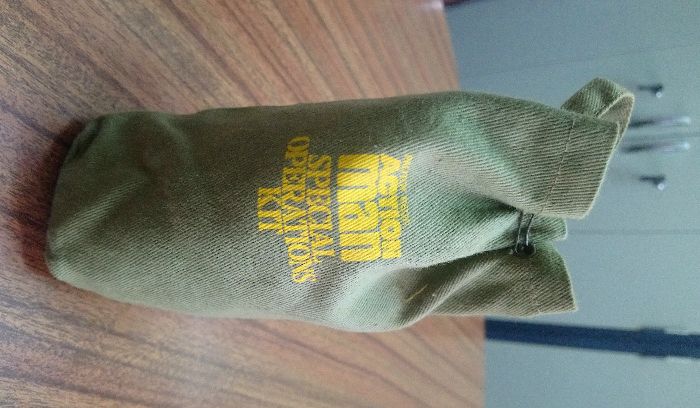 ACTION
man
SPECIAL
OPERATIONS
KIT